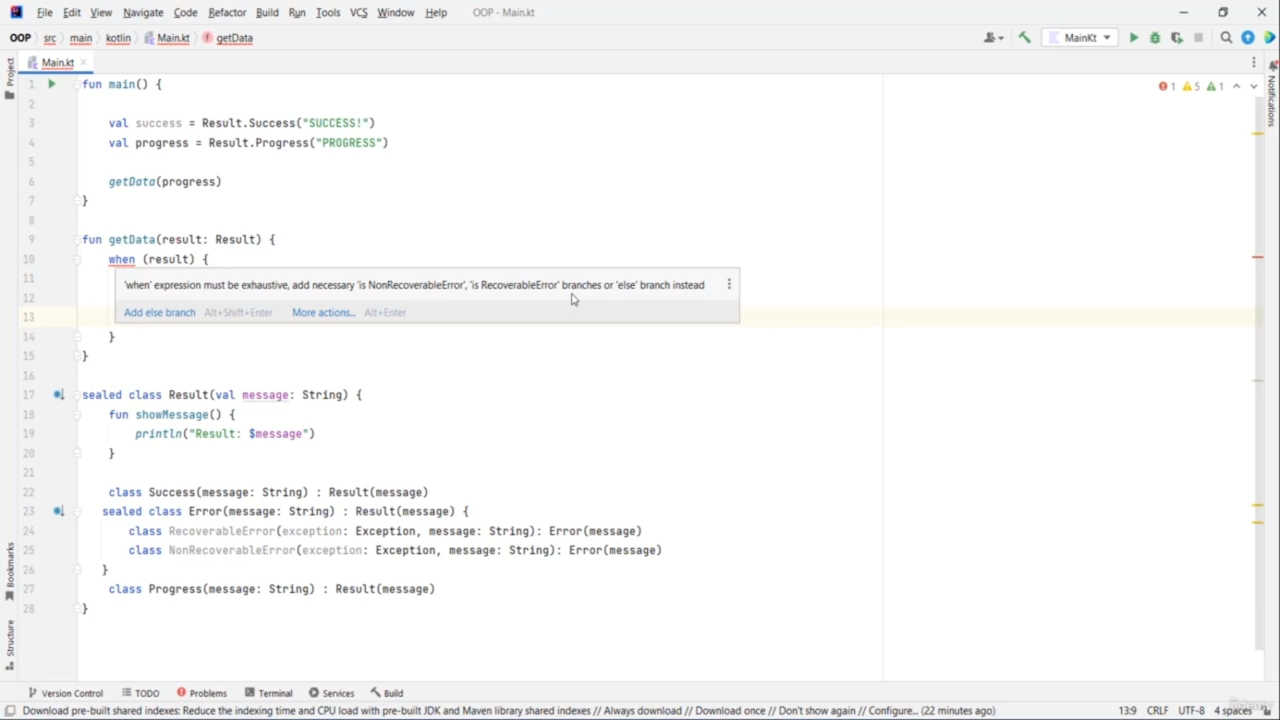 File Edit View Navigate Code Refactor Build Run Tools VCS Window Help OOP - Main.kt
OOP src main kotlin Main.kt getData MainKt
Main.kt
Project
Notifications
1 5 1
1 fun main() {
2
3 val success = Result.Success("SUCCESS!")
4 val progress = Result.Progress("PROGRESS")
5
6 getData(progress)
7 }
8
9 fun getData(result: Result) {
10 when (result) {
11 'when' expression must be exhaustive, add necessary 'is NonRecoverableError', 'is RecoverableError' branches or 'else' branch instead
12
13 Add else branch Alt+Shift+Enter More actions... Alt+Enter
14 }
15 }
16
17 sealed class Result(val message: String) {
18 fun showMessage() {
19 println("Result: $message")
20 }
21
22 class Success(message: String) : Result(message)
23 sealed class Error(message: String) : Result(message) {
24 class RecoverableError(exception: Exception, message: String): Error(message)
25 class NonRecoverableError(exception: Exception, message: String): Error(message)
26 }
27 class Progress(message: String) : Result(message)
28 }
Bookmarks
Structure
Version Control TODO Problems Terminal Services Build
Download pre-built shared indexes: Reduce the indexing time and CPU load with pre-built JDK and Maven library shared indexes // Always download // Download once // Don't show again // Configure... (22 minutes ago) 13:9 CRLF UTF-8 4 spaces